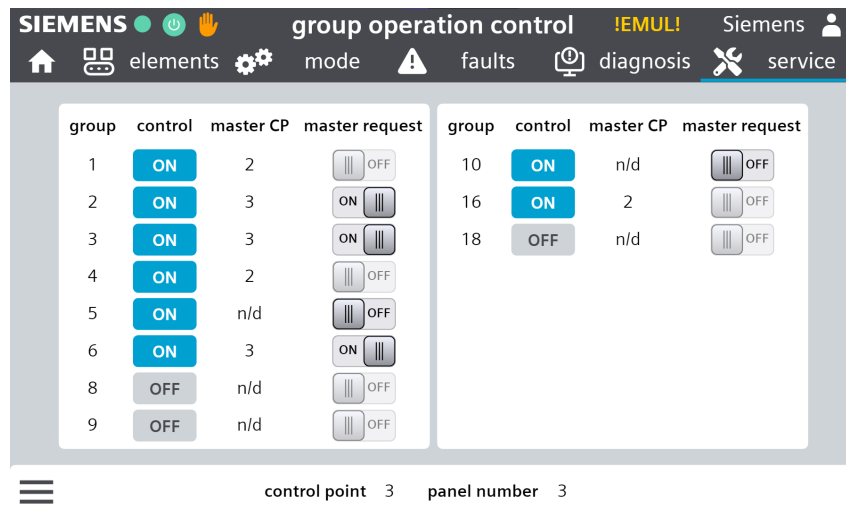 SIEMENS group operation control !EMUL! Siemens
elements mode faults diagnosis service
group control master CP master request group control master CP master request
1 ON 2 OFF 10 ON n/d OFF
2 ON 3 ON 16 ON 2 OFF
3 ON 3 ON 18 OFF n/d OFF
4 ON 2 OFF
5 ON n/d OFF
6 ON 3 ON
8 OFF n/d OFF
9 OFF n/d OFF
control point 3 panel number 3